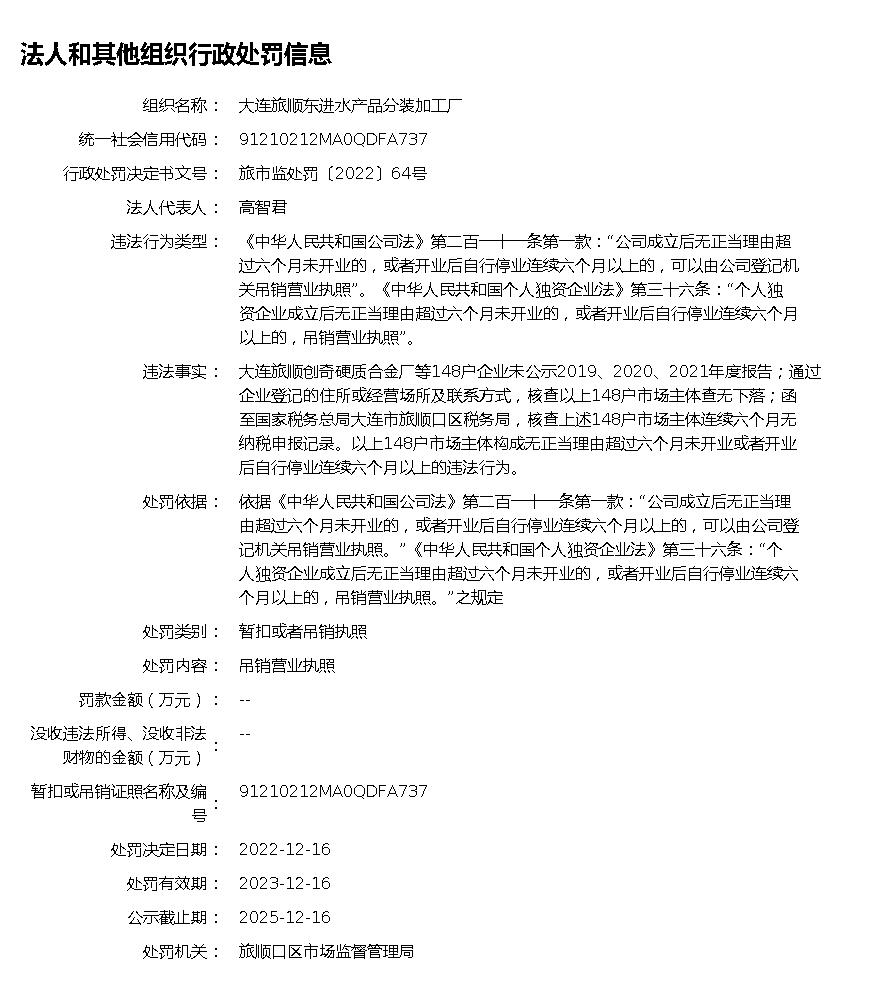 法人和其他组织行政处罚信息
组织名称： 大连旅顺东进水产品分装加工厂
统一社会信用代码： 91210212MA0QDFA737
行政处罚决定书文号： 旅市监处罚〔2022〕64号
法人代表人： 高智君
违法行为类型： 《中华人民共和国公司法》第二百一十一条第一款：“公司成立后无正当理由超
过六个月未开业的，或者开业后自行停业连续六个月以上的，可以由公司登记机
关吊销营业执照”。《中华人民共和国个人独资企业法》第三十六条：“个人独
资企业成立后无正当理由超过六个月未开业的，或者开业后自行停业连续六个月
以上的，吊销营业执照”。
违法事实： 大连旅顺创奇硬质合金厂等148户企业未公示2019、2020、2021年度报告；通过
企业登记的住所或经营场所及联系方式，核查以上148户市场主体查无下落；函
至国家税务总局大连市旅顺口区税务局，核查上述148户市场主体连续六个月无
纳税申报记录。以上148户市场主体构成无正当理由超过六个月未开业或者开业
后自行停业连续六个月以上的违法行为。
处罚依据： 依据《中华人民共和国公司法》第二百一十一条第一款：“公司成立后无正当理
由超过六个月未开业的，或者开业后自行停业连续六个月以上的，可以由公司登
记机关吊销营业执照。”《中华人民共和国个人独资企业法》第三十六条：“个
人独资企业成立后无正当理由超过六个月未开业的，或者开业后自行停业连续六
个月以上的，吊销营业执照。”之规定
处罚类别： 暂扣或者吊销执照
处罚内容： 吊销营业执照
罚款金额（万元）： --
没收违法所得、没收非法
财物的金额（万元）： --
暂扣或吊销证照名称及编
号： 91210212MA0QDFA737
处罚决定日期： 2022-12-16
处罚有效期： 2023-12-16
公示截止期： 2025-12-16
处罚机关： 旅顺口区市场监督管理局